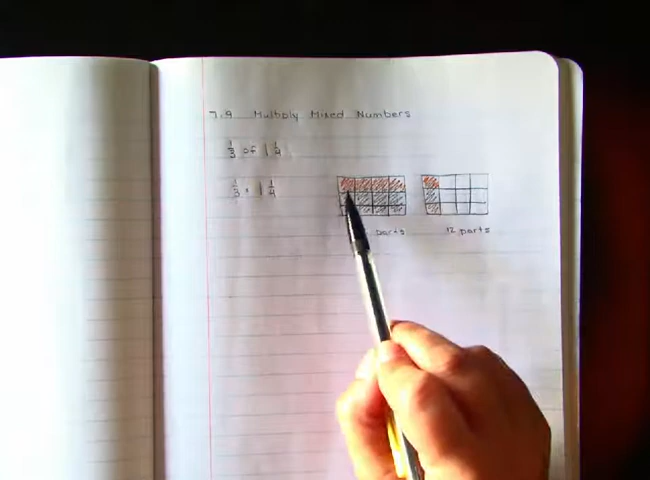 7.9 Multiply Mixed Numbers
1/3 of 1 1/4
1/3 × 1 1/4
parts 12 parts